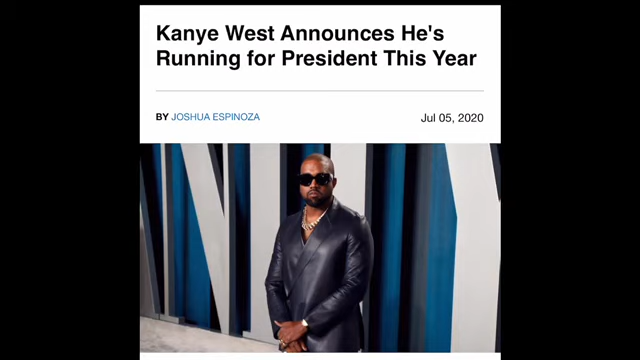 Kanye West Announces He's
Running for President This Year
BY JOSHUA ESPINOZA
Jul 05, 2020